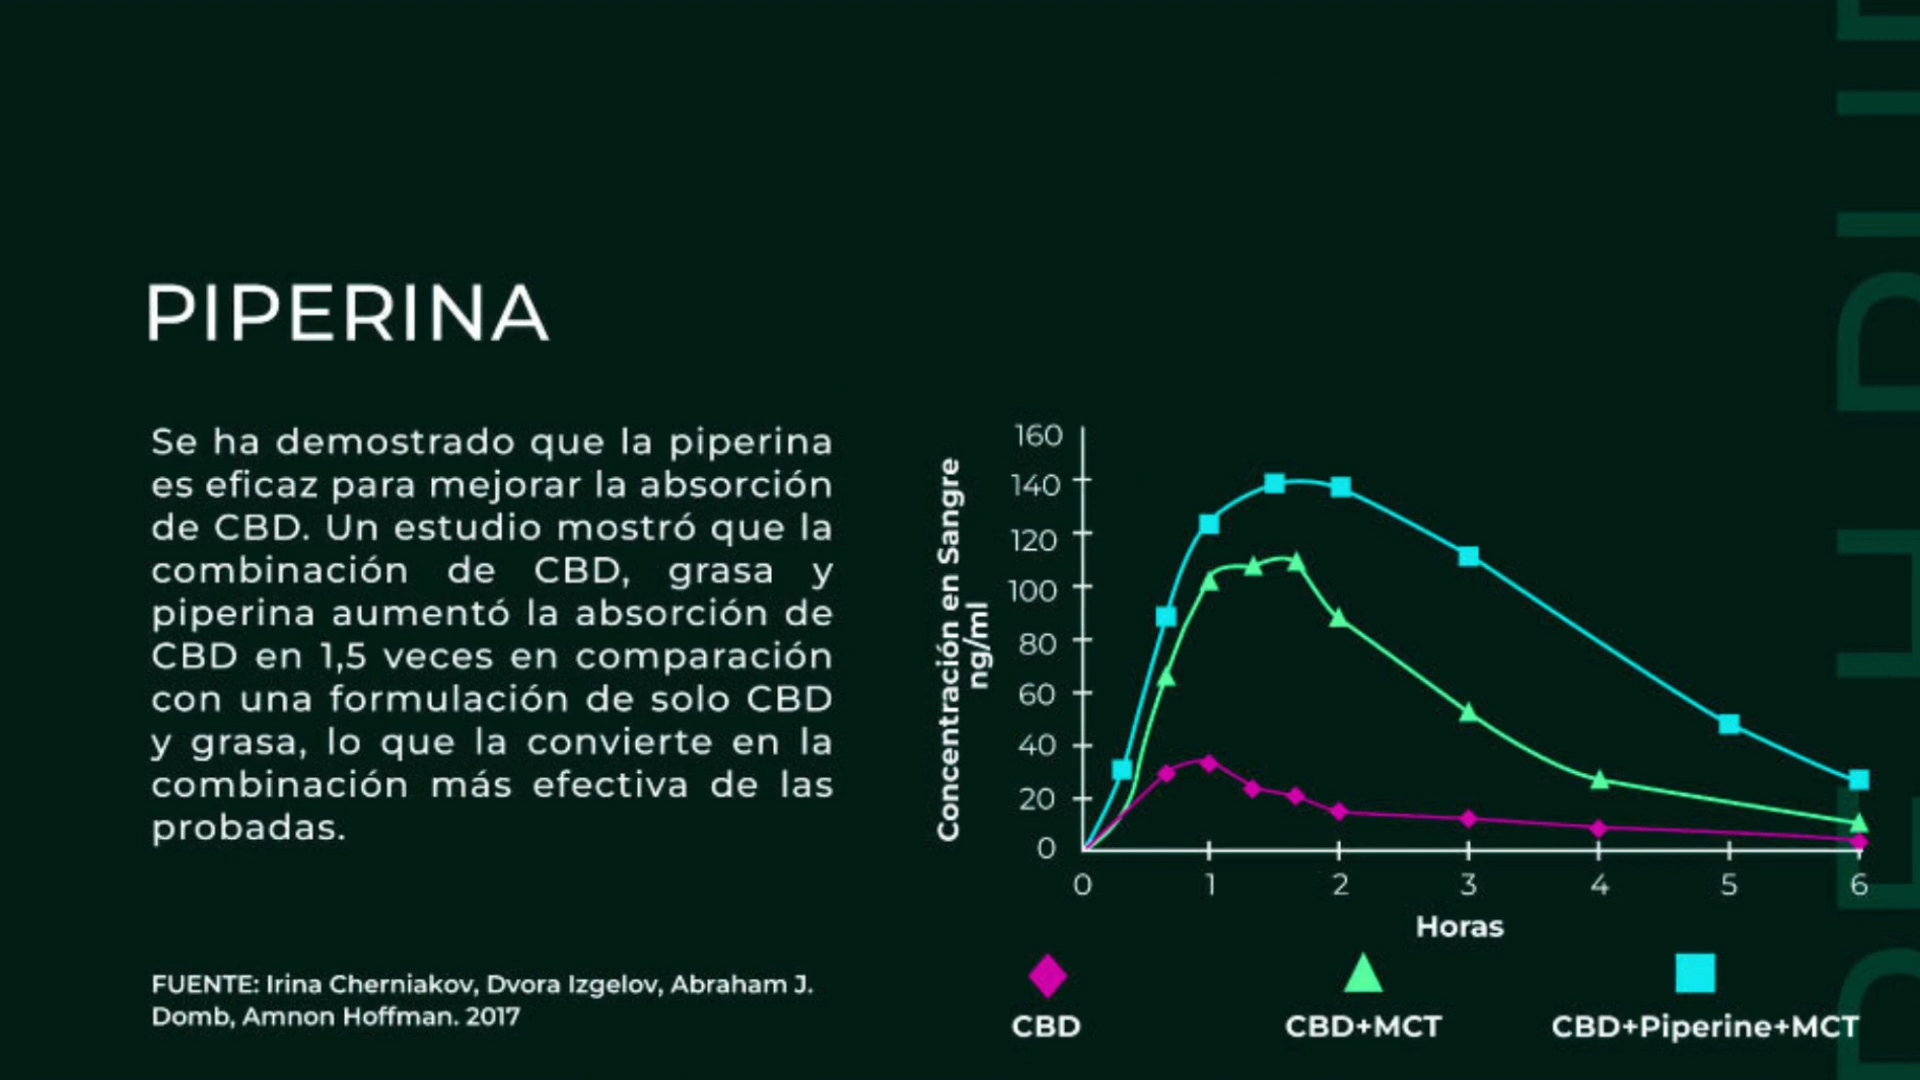 PIPERINA
Se ha demostrado que la piperina
es eficaz para mejorar la absorción
de CBD. Un estudio mostró que la
combinación de CBD, grasa y
piperina aumentó la absorción de
CBD en 1,5 veces en comparación
con una formulación de solo CBD
y grasa, lo que la convierte en la
combinación más efectiva de las
probadas.
FUENTE: Irina Cherniakov, Dvora Izgelov, Abraham J.
Domb, Amnon Hoffman. 2017
Concentración en Sangre
ng/ml
160
140
120
100
80
60
40
20
0
0 1 2 3 4 5 6
Horas
CBD CBD+MCT CBD+Piperine+MCT